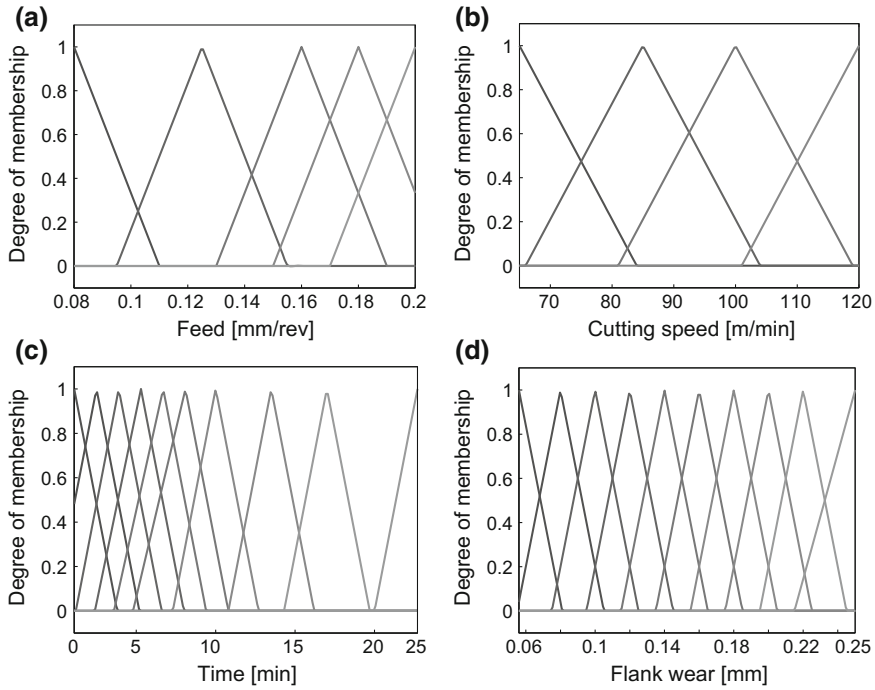 (a)
Degree of membership
1
0.8
0.6
0.4
0.2
0
0.08 0.1 0.12 0.14 0.16 0.18 0.2
Feed [mm/rev]
(b)
Degree of membership
1
0.8
0.6
0.4
0.2
0
70 80 90 100 110 120
Cutting speed [m/min]
(c)
Degree of membership
1
0.8
0.6
0.4
0.2
0
0 5 10 15 20 25
Time [min]
(d)
Degree of membership
1
0.8
0.6
0.4
0.2
0
0.06 0.1 0.14 0.18 0.22 0.25
Flank wear [mm]